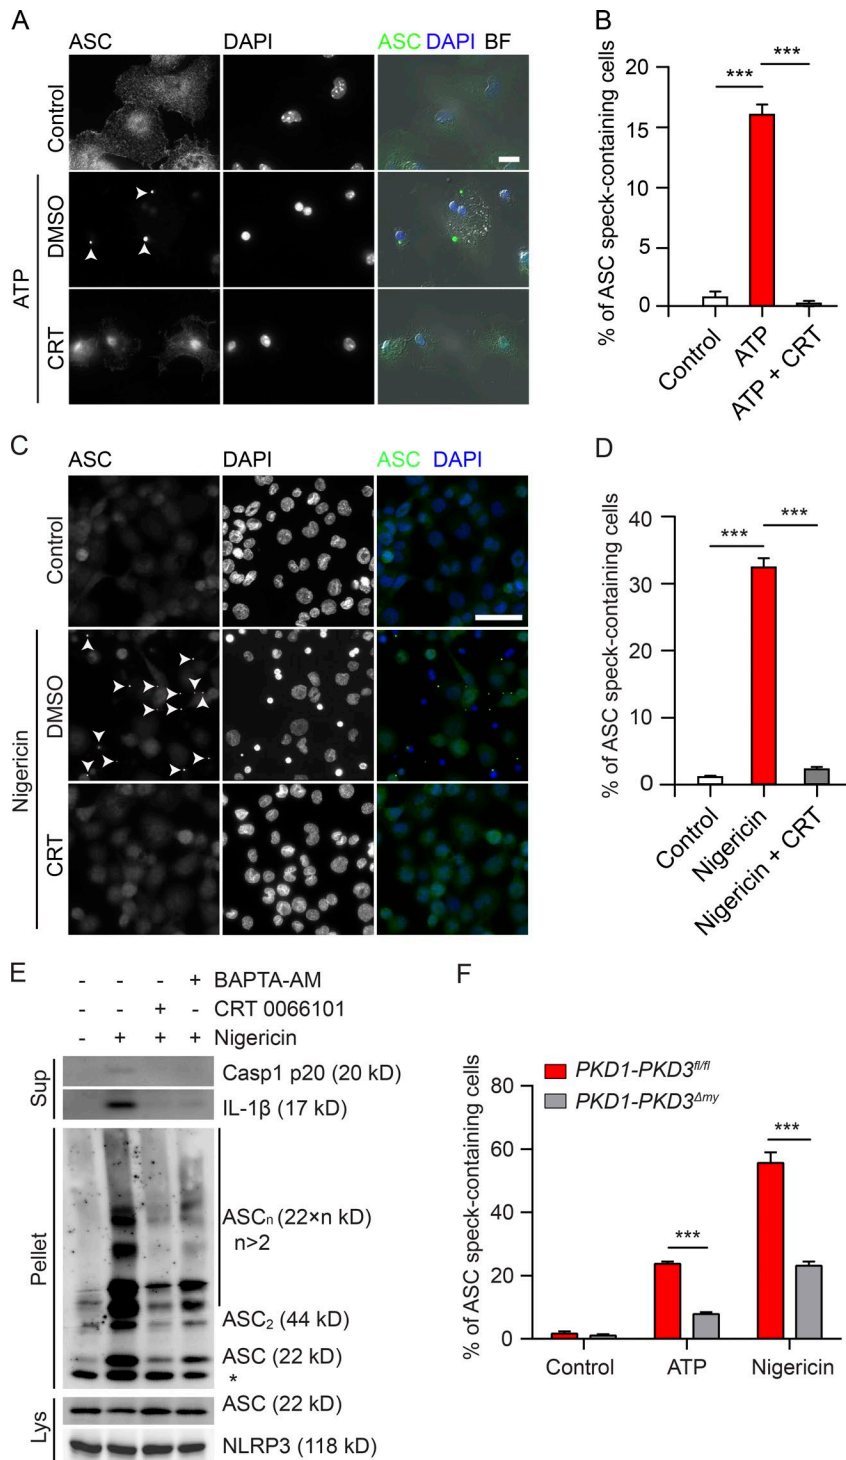 A
ASC DAPI ASC DAPI BF
Control
ATP
DMSO
CRT
B
% of ASC speck-containing cells
20
15
10
5
0
***
***
Control
ATP
ATP + CRT
C
ASC DAPI ASC DAPI
Control
Nigericin
DMSO
CRT
D
% of ASC speck-containing cells
40
30
20
10
0
***
***
Control
Nigericin
Nigericin + CRT
E
- - - + BAPTA-AM
- - + - CRT 0066101
- + + + Nigericin
Sup
Casp1 p20 (20 kD)
IL-1β (17 kD)
Pellet
ASCₙ (22×n kD)
n>2
ASC₂ (44 kD)
ASC (22 kD)
*
Lys
ASC (22 kD)
NLRP3 (118 kD)
F
% of ASC speck-containing cells
PKD1-PKD3fl/fl
PKD1-PKD3Δmy
80
60
40
20
0
***
***
Control ATP Nigericin